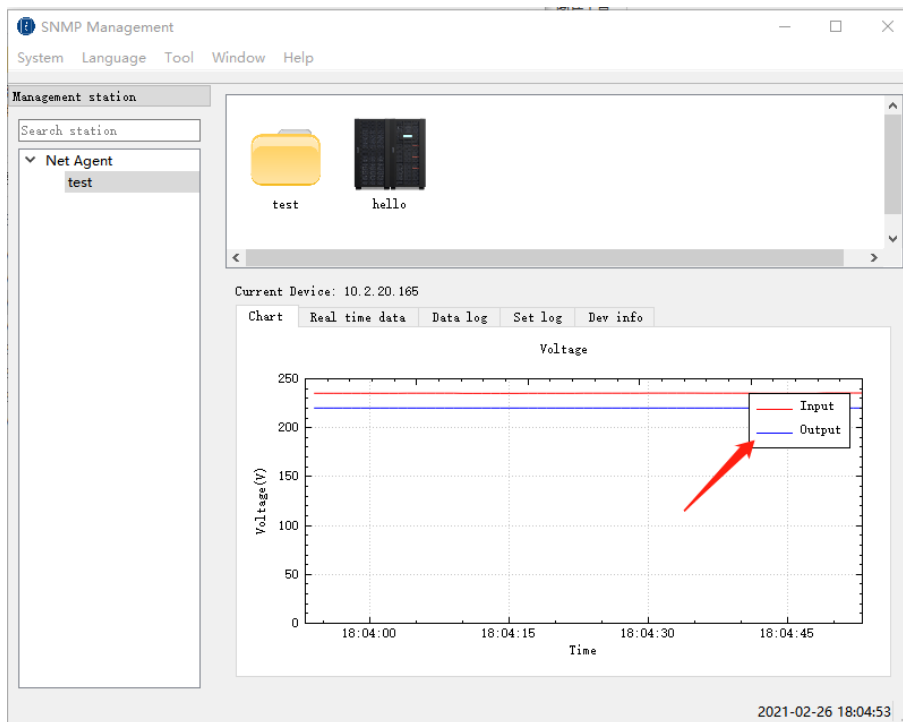 SNMP Management
System Language Tool Window Help
Management station
Search station
Net Agent
test
test hello
Current Device: 10.2.20.165
Chart Real time data Data log Set log Dev info
Voltage
250
200
150
100
50
0
Voltage(V)
Input
Output
18:04:00 18:04:15 18:04:30 18:04:45
Time
2021-02-26 18:04:53